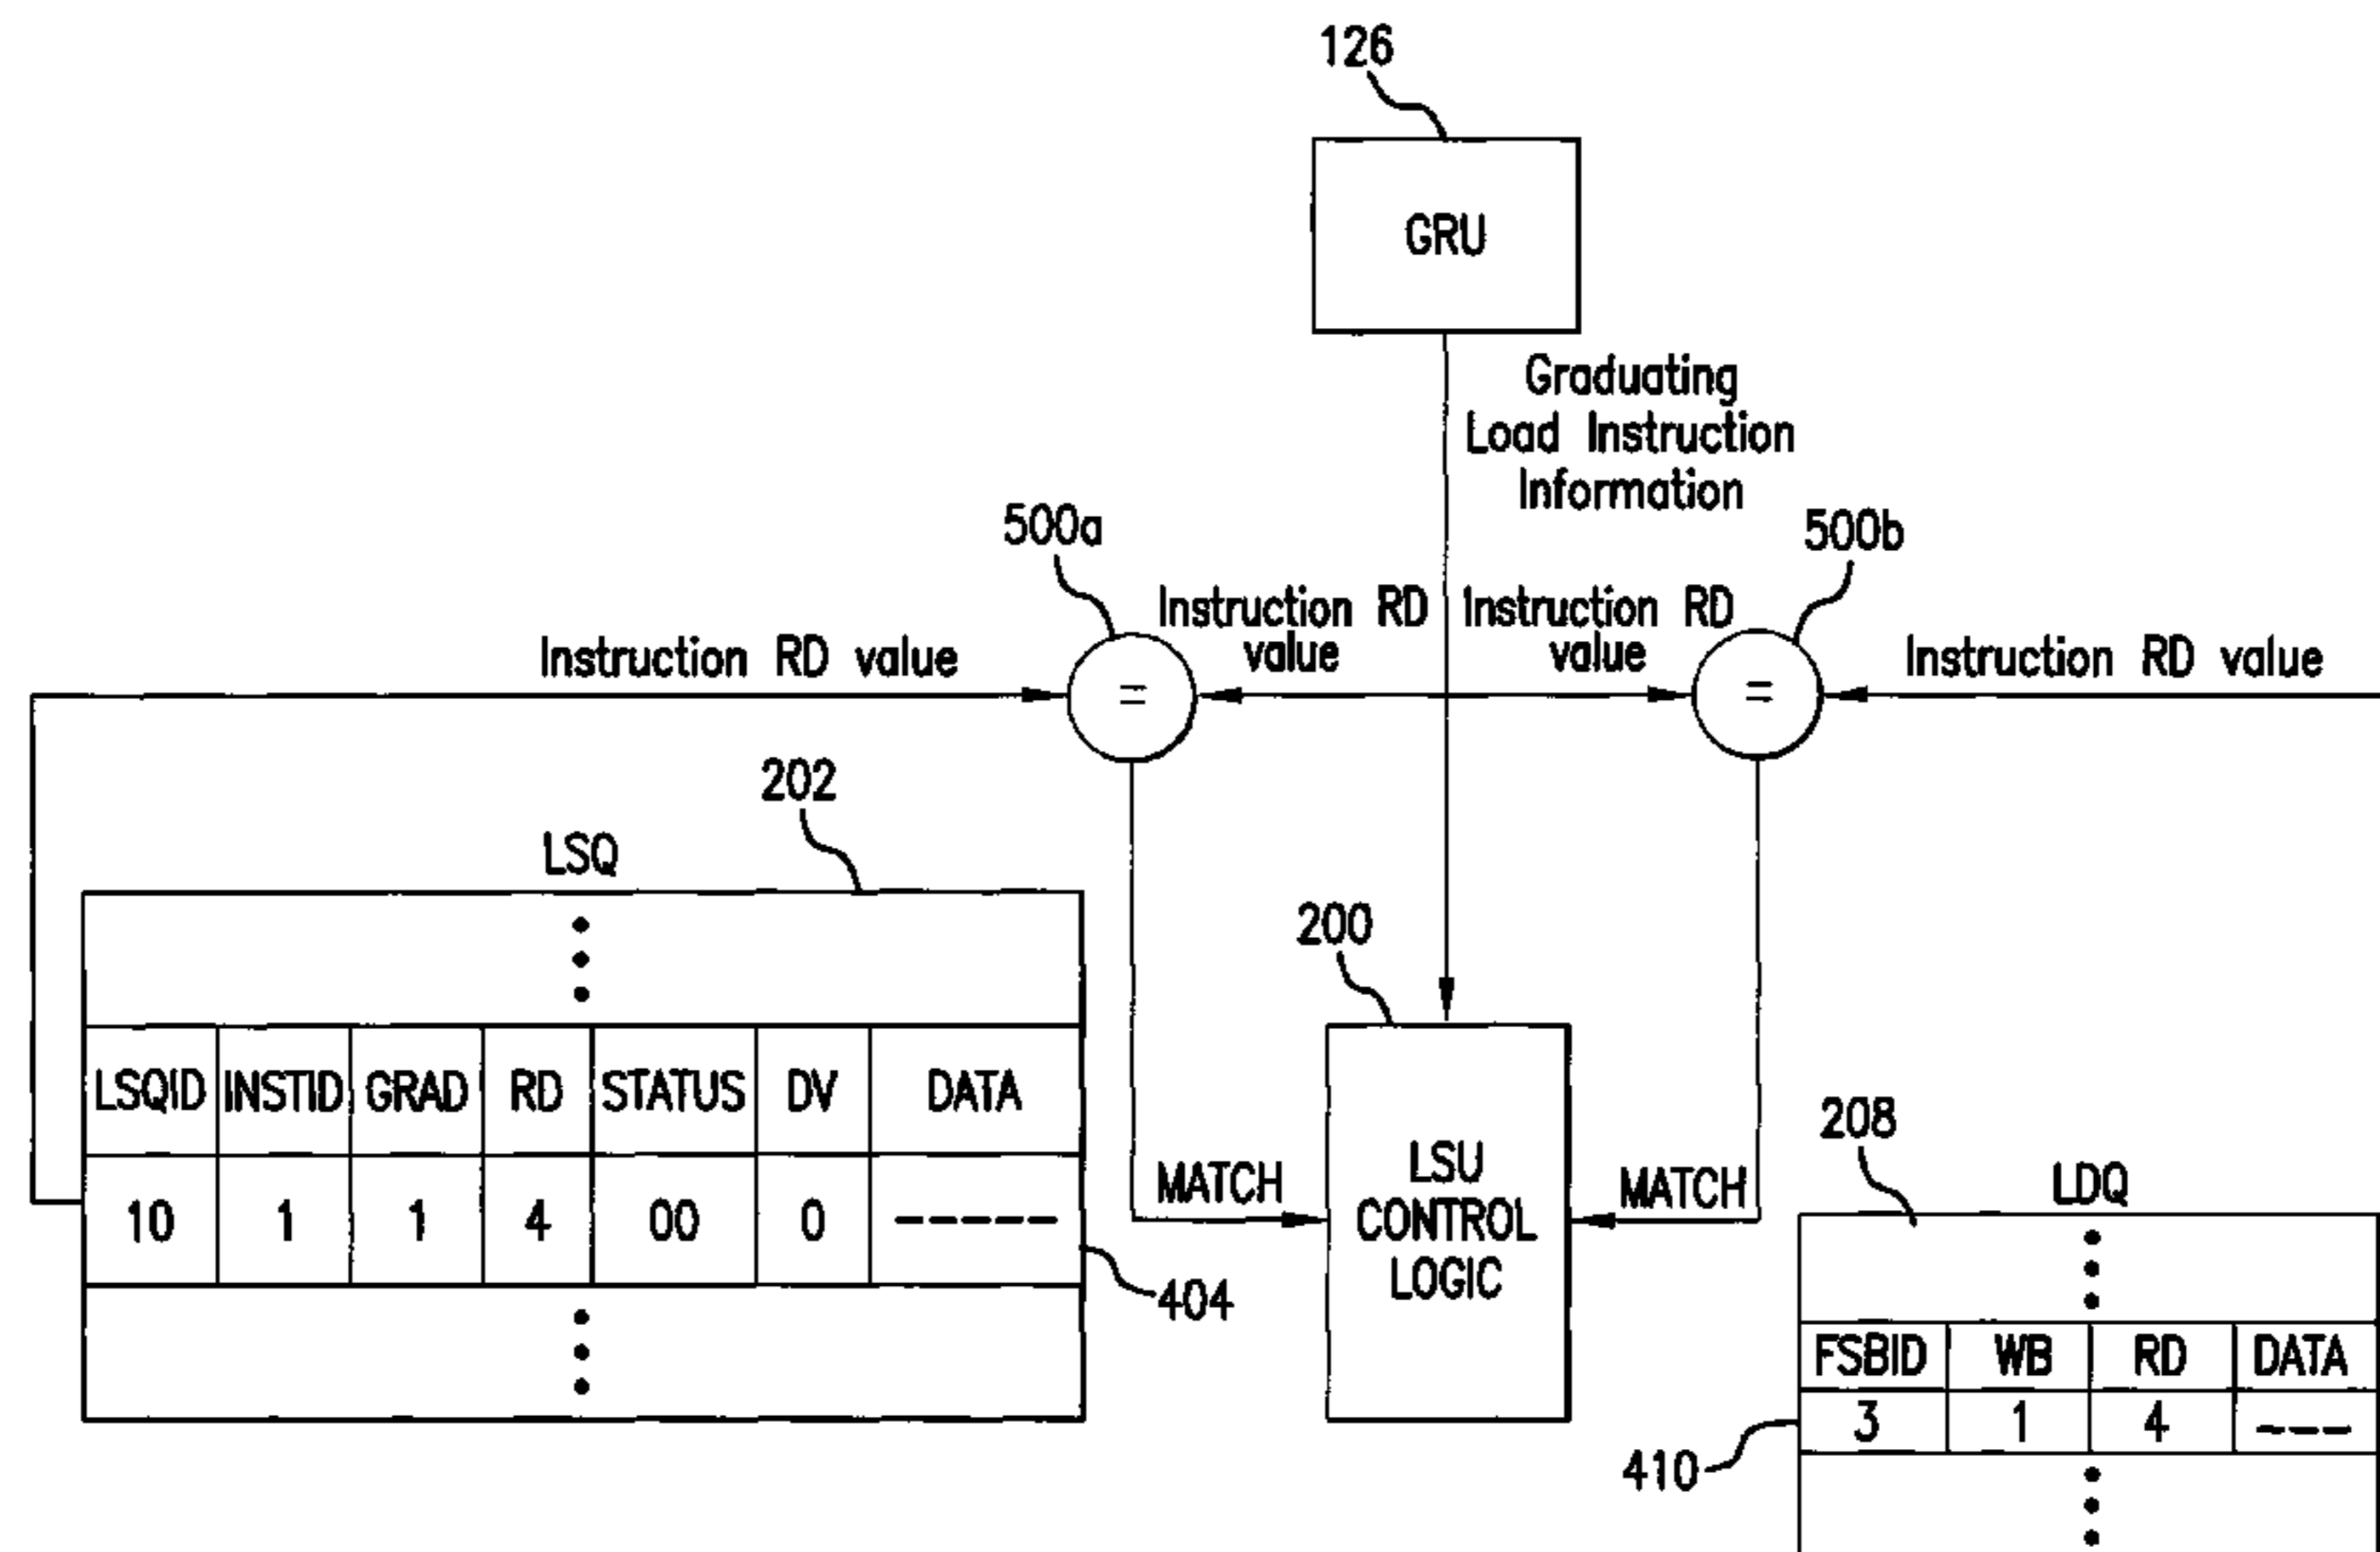 126
GRU
Graduating
Load Instruction
Information
500a
500b
Instruction RD value
Instruction RD
value
Instruction RD
value
Instruction RD value
202
LSQ
200
LSQID INSTID GRAD RD STATUS DV DATA
10 1 1 4 00 0 ------
404
MATCH
LSU
CONTROL
LOGIC
MATCH
208
LDQ
FSBID WB RD DATA
3 1 4 ---
410
=
=